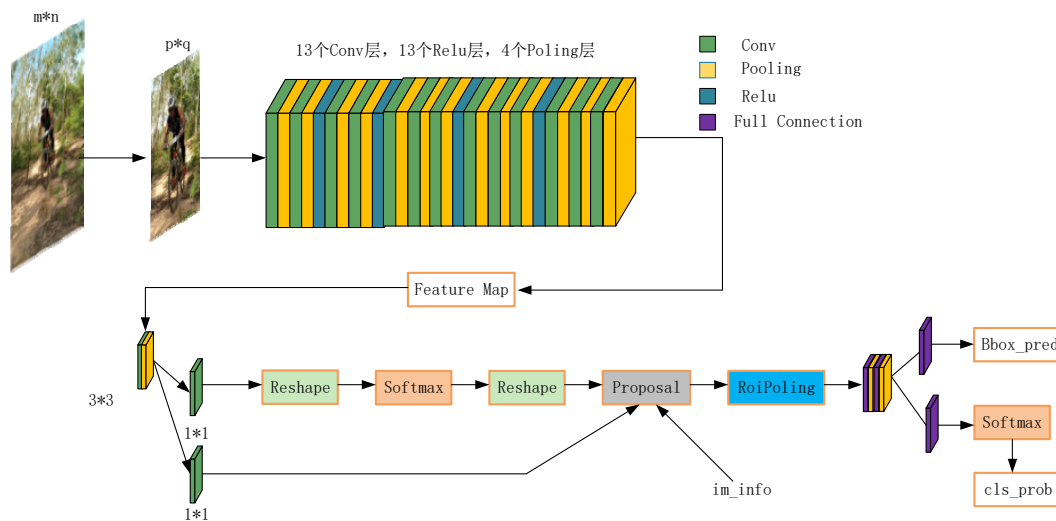 m*n
p*q
13个Conv层，13个Relu层，4个Poling层
Conv
Pooling
Relu
Full Connection
Feature Map
3*3
1*1
Reshape
Softmax
Reshape
Proposal
RoiPoling
Bbox_pred
Softmax
cls_prob
1*1
im_info